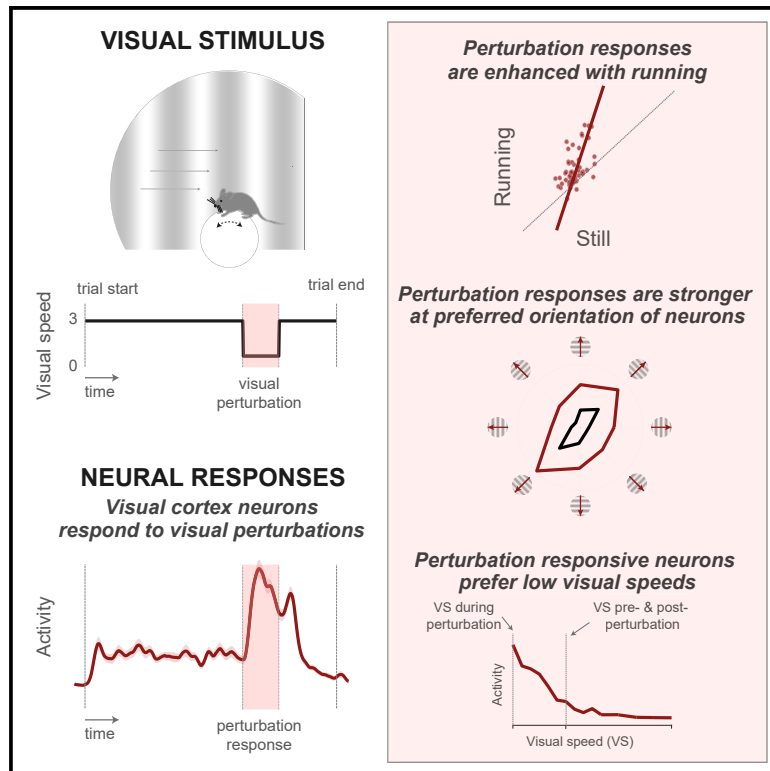 VISUAL STIMULUS
trial start
trial end
Visual speed
3
0
time
visual
perturbation
NEURAL RESPONSES
Visual cortex neurons
respond to visual perturbations
Activity
time
perturbation
response
Perturbation responses
are enhanced with running
Running
Still
Perturbation responses are stronger
at preferred orientation of neurons
Perturbation responsive neurons
prefer low visual speeds
VS during
perturbation
VS pre- & post-
perturbation
Activity
Visual speed (VS)